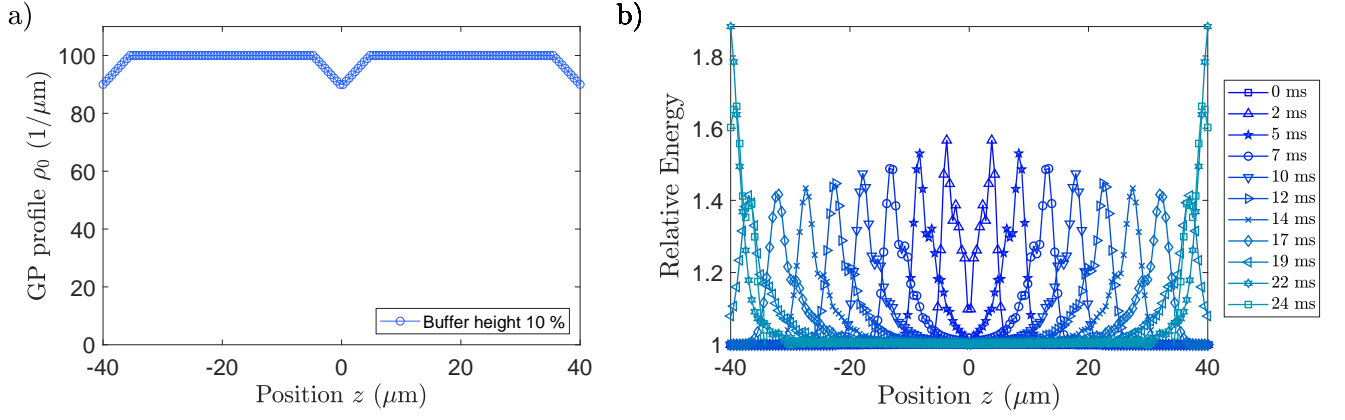 a)
GP profile ρ₀ (1/μm)
100
80
60
40
20
0
-40
-20
0
20
40
Position z (μm)
Buffer height 10 %
b)
Relative Energy
1.8
1.6
1.4
1.2
1
-40
-20
0
20
40
Position z (μm)
0 ms
2 ms
5 ms
7 ms
10 ms
12 ms
14 ms
17 ms
19 ms
22 ms
24 ms